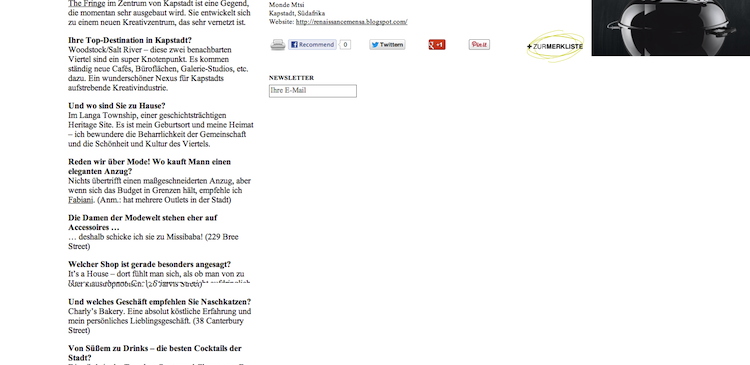 The Fringe im Zentrum von Kapstadt ist eine Gegend,
die momentan sehr ausgebaut wird. Sie entwickelt sich
zu einem neuen Kreativzentrum, das sehr vernetzt ist.
Ihre Top-Destination in Kapstadt?
Woodstock/Salt River – diese zwei benachbarten
Viertel sind ein super Knotenpunkt. Es kommen
ständig neue Cafés, Büroflächen, Galerie-Studios, etc.
dazu. Ein wunderschöner Nexus für Kapstadts
aufstrebende Kreativindustrie.
Und wo sind Sie zu Hause?
Im Langa Township, einer geschichtsträchtigen
Heritage Site. Es ist mein Geburtsort und meine Heimat
– ich bewundere die Beharrlichkeit der Gemeinschaft
und die Schönheit und Kultur des Viertels.
Reden wir über Mode! Wo kauft Mann einen
eleganten Anzug?
Nichts übertrifft einen maßgeschneiderten Anzug, aber
wenn sich das Budget in Grenzen hält, empfehle ich
Fabiani. (Anm.: hat mehrere Outlets in der Stadt)
Die Damen der Modewelt stehen eher auf
Accessoires …
… deshalb schicke ich sie zu Missibaba! (229 Bree
Street)
Welcher Shop ist gerade besonders angesagt?
It's a House – dort fühlt man sich, als ob man von zu
Und welches Geschäft empfehlen Sie Naschkatzen?
Charly's Bakery. Eine absolut köstliche Erfahrung und
mein persönliches Lieblingsgeschäft. (38 Canterbury
Street)
Von Süßem zu Drinks – die besten Cocktails der
Stadt?
Monde Mtsi
Kapstadt, Südafrika
Website: http://renaissancemensa.blogspot.com/
Recommend 0
Twittern
+1
Pin it
+ZURMERKLISTE
NEWSLETTER
Ihre E-Mail